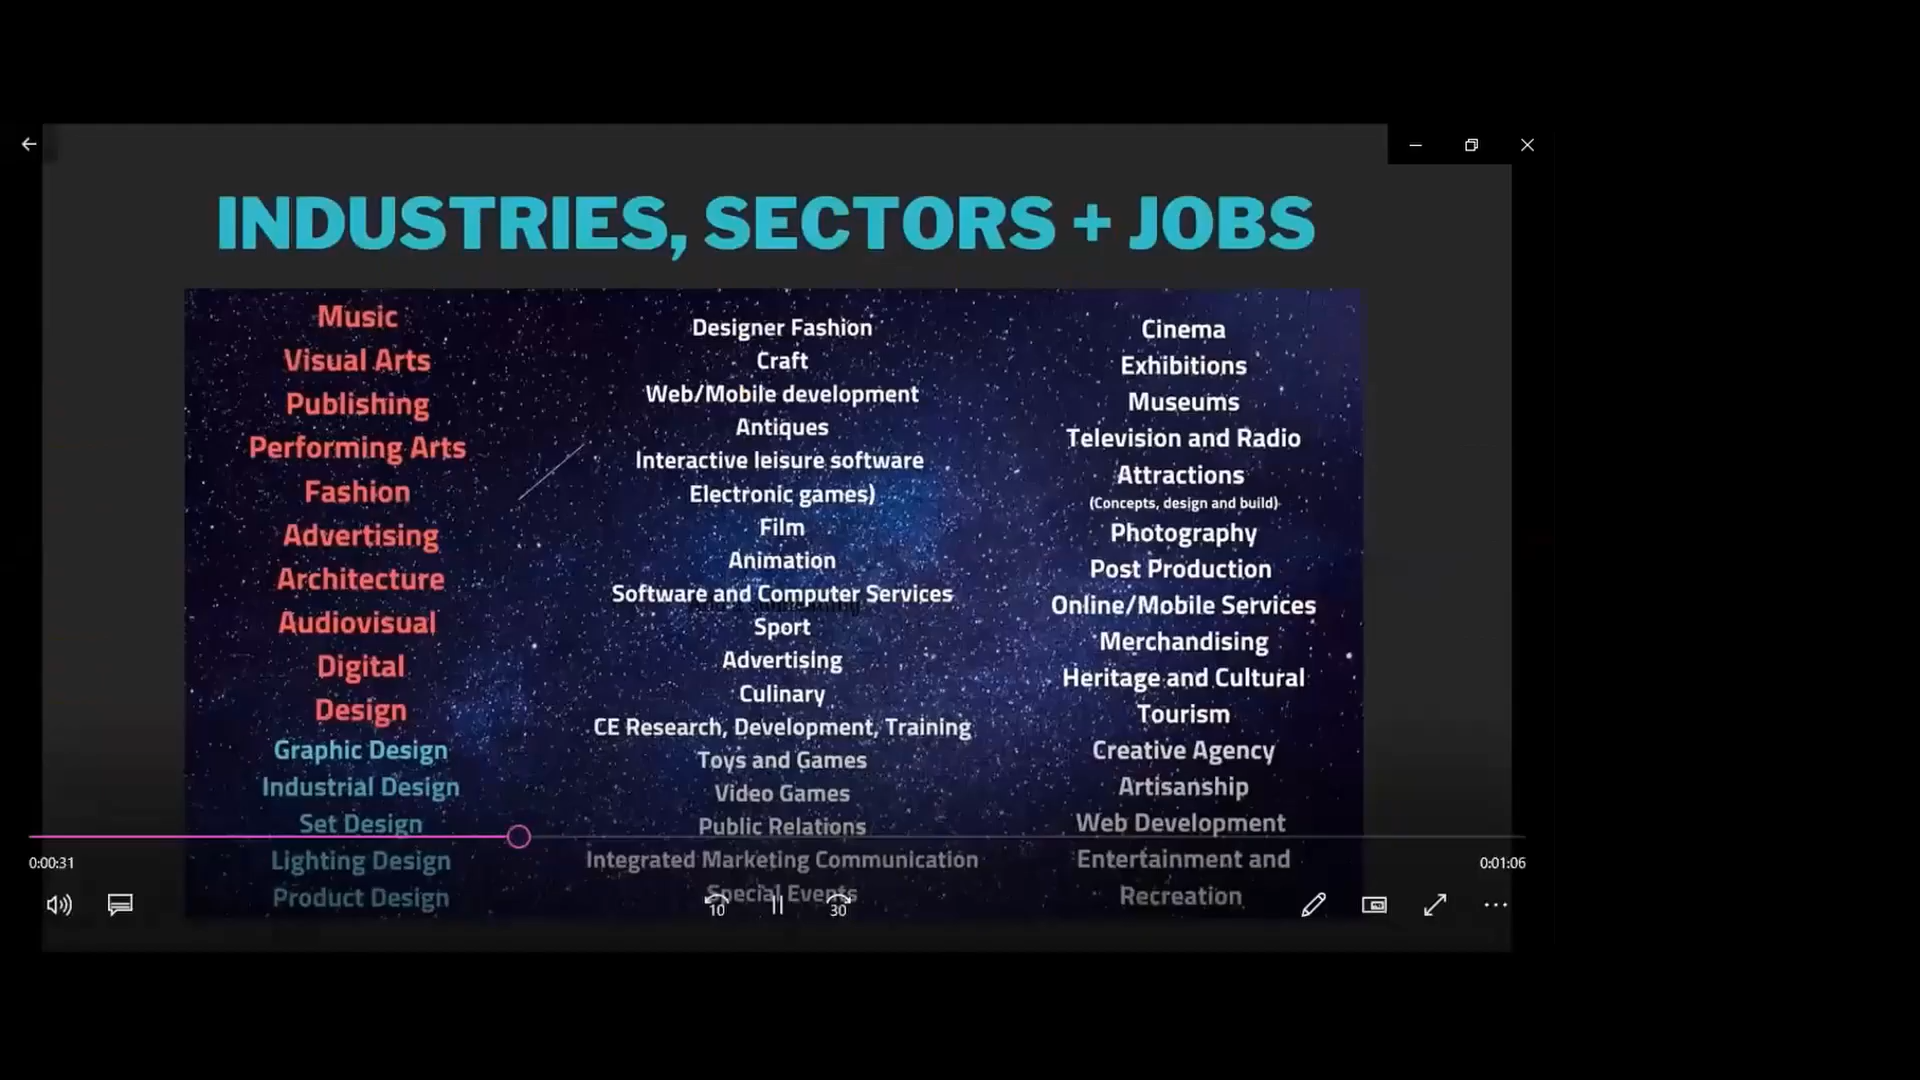 INDUSTRIES, SECTORS + JOBS
Music
Visual Arts
Publishing
Performing Arts
Fashion
Advertising
Architecture
Audiovisual
Digital
Design
Graphic Design
Industrial Design
Set Design
Lighting Design
Product Design
Designer Fashion
Craft
Web/Mobile development
Antiques
Interactive leisure software
Electronic games)
Film
Animation
Software and Computer Services
Sport
Advertising
Culinary
CE Research, Development, Training
Toys and Games
Video Games
Public Relations
Integrated Marketing Communication
Special Events
Cinema
Exhibitions
Museums
Television and Radio
Attractions
(Concepts, design and build)
Photography
Post Production
Online/Mobile Services
Merchandising
Heritage and Cultural
Tourism
Creative Agency
Artisanship
Web Development
Entertainment and
Recreation
0:00:31
0:01:06
10
30